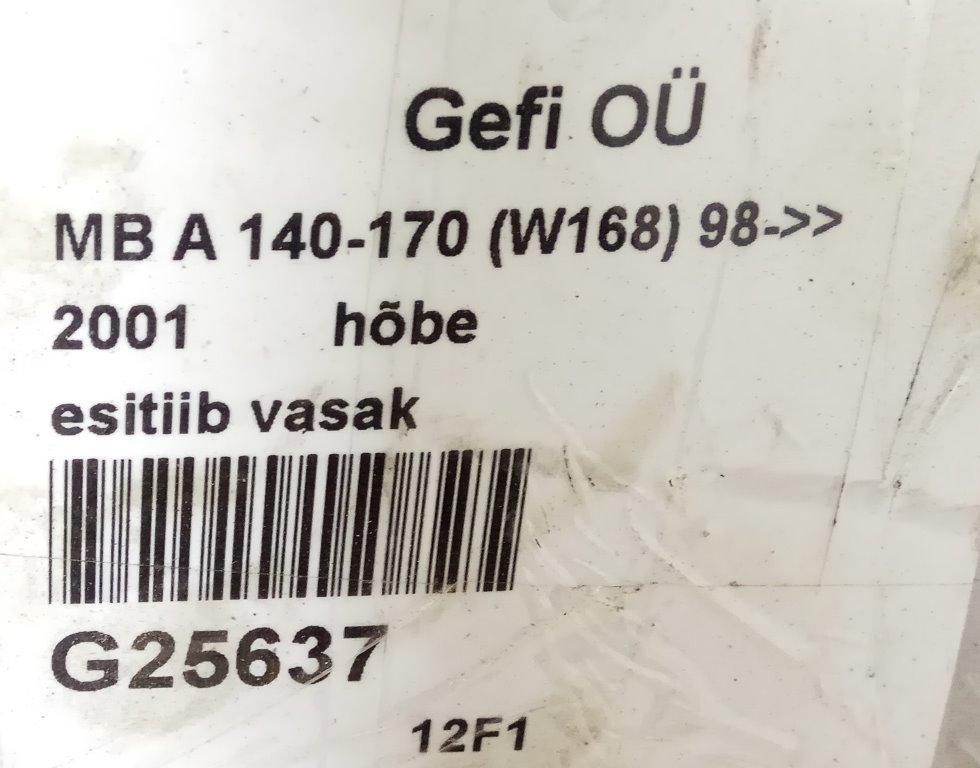 Gefi OÜ
MB A 140-170 (W168) 98->>
2001 hõbe
esitiib vasak
G25637
12F1